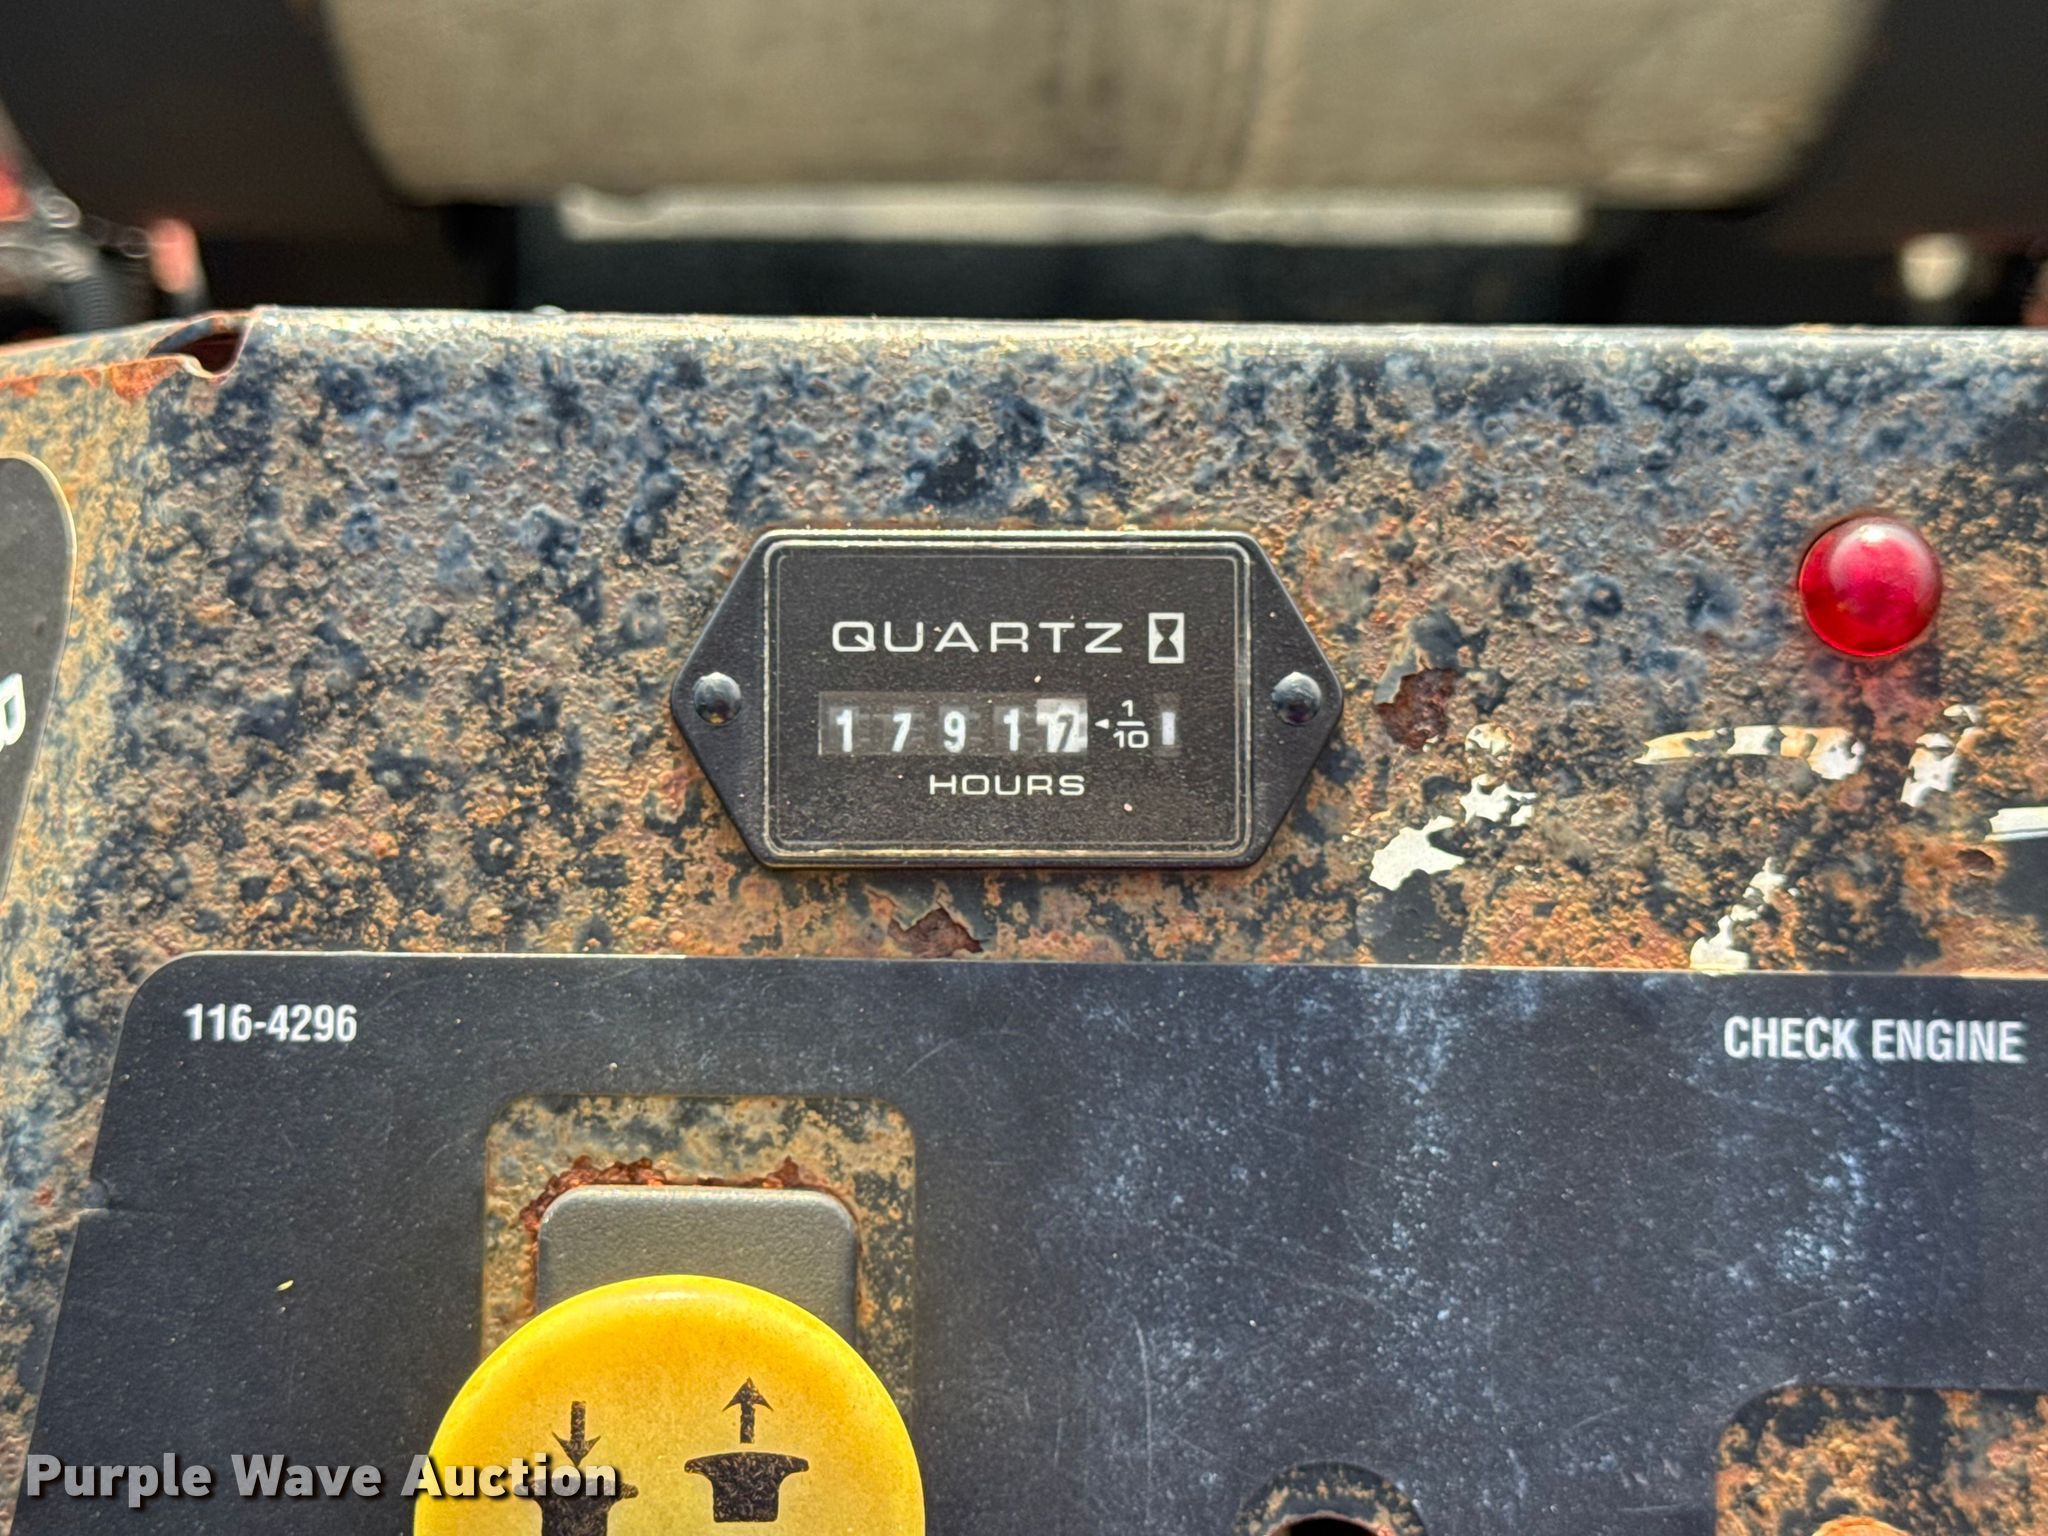 QUARTZ
1 7 9 1 7 1/10
HOURS
116-4296
CHECK ENGINE
Purple Wave Auction